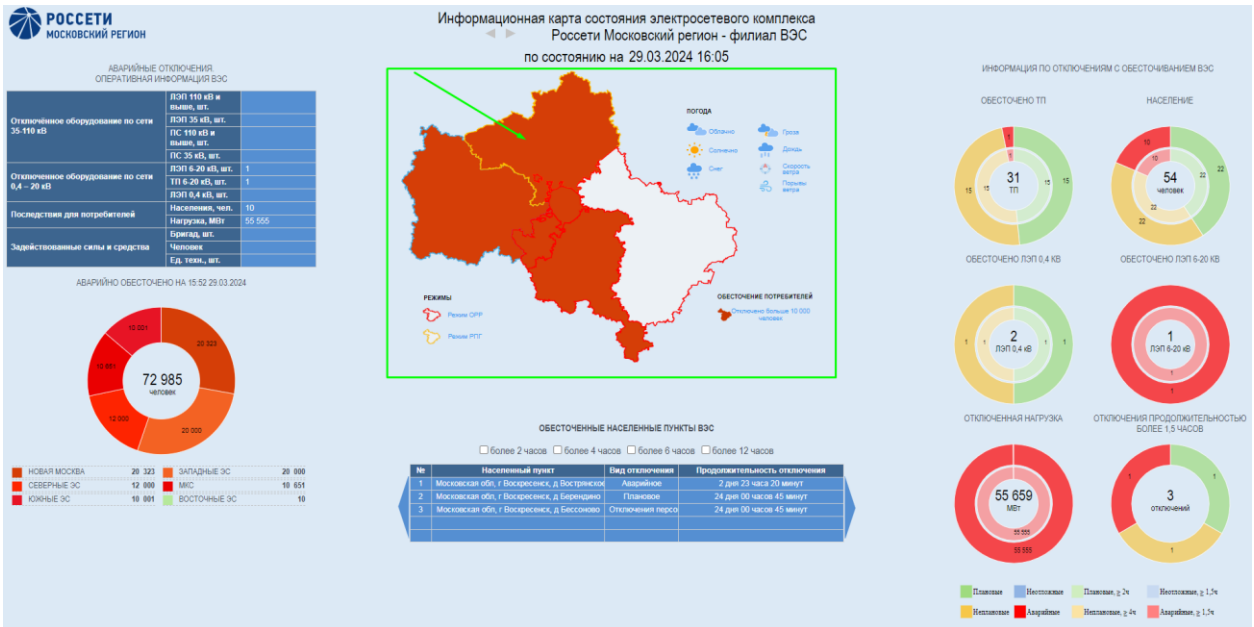 РОССЕТИ
МОСКОВСКИЙ РЕГИОН
Информационная карта состояния электросетевого комплекса
Россети Московский регион - филиал ВЭС
по состоянию на 29.03.2024 16:05
АВАРИЙНЫЕ ОТКЛЮЧЕНИЯ.
ОПЕРАТИВНАЯ ИНФОРМАЦИЯ ВЭС
Отключённое оборудование по сети
35-110 кВ
ЛЭП 110 кВ и
выше, шт.
ЛЭП 35 кВ, шт.
ПС 110 кВ и
выше, шт.
ПС 35 кВ, шт.
Отключенное оборудование по сети
0,4 – 20 кВ
ЛЭП 6-20 кВ, шт. 1
ТП 6-20 кВ, шт. 1
ЛЭП 0,4 кВ, шт.
Последствия для потребителей
Населения, чел. 10
Нагрузка, МВт 55 555
Задействованные силы и средства
Бригад, шт.
Человек
Ед. техн., шт.
АВАРИЙНО ОБЕСТОЧЕНО НА 15:52 29.03.2024
10 001
20 323
10 651
72 985
человек
12 000
20 000
НОВАЯ МОСКВА 20 323 ЗАПАДНЫЕ ЭС 20 000
СЕВЕРНЫЕ ЭС 12 000 МКС 10 651
ЮЖНЫЕ ЭС 10 001 ВОСТОЧНЫЕ ЭС 10
ПОГОДА
Облачно Гроза
Солнечно Дождь
Снег Скорость
ветра
Порывы
ветра
РЕЖИМЫ
Режим ОРР
Режим РПГ
ОБЕСТОЧЕНИЕ ПОТРЕБИТЕЛЕЙ
Отключено больше 10 000
человек
ОБЕСТОЧЕННЫЕ НАСЕЛЕННЫЕ ПУНКТЫ ВЭС
более 2 часов более 4 часов более 6 часов более 12 часов
№ Населенный пункт Вид отключения Продолжительность отключения
1 Московская обл, г Воскресенск, д Вострянское Аварийное 2 дня 23 часа 20 минут
2 Московская обл, г Воскресенск, д Берендино Плановое 24 дня 00 часов 45 минут
3 Московская обл, г Воскресенск, д Бессоново Отключения персо 24 дня 00 часов 45 минут
ИНФОРМАЦИЯ ПО ОТКЛЮЧЕНИЯМ С ОБЕСТОЧИВАНИЕМ ВЭС
ОБЕСТОЧЕНО ТП
1
1
31
ТП
15 15 15 15
НАСЕЛЕНИЕ
10
10
54
человек
22 22
22
22
ОБЕСТОЧЕНО ЛЭП 0,4 КВ
1 1 1 1
2
ЛЭП 0,4 кВ
ОБЕСТОЧЕНО ЛЭП 6-20 КВ
1
ЛЭП 6-20 кВ
1
1
ОТКЛЮЧЕННАЯ НАГРУЗКА
55 659
МВт
55 555
55 555
ОТКЛЮЧЕНИЯ ПРОДОЛЖИТЕЛЬНОСТЬЮ
БОЛЕЕ 1,5 ЧАСОВ
1 1
3
отключений
1
Плановые Неотложные Плановые, ≥ 2ч Неотложные, ≥ 1,5ч
Неплановые Аварийные Неплановые, ≥ 4ч Аварийные, ≥ 1,5ч